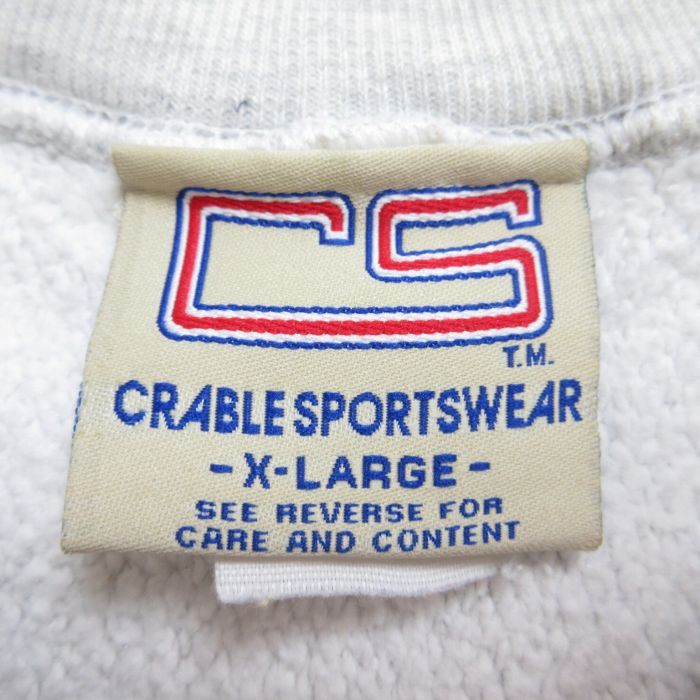 CS
T.M.
CRABLE SPORTSWEAR
- X-LARGE -
SEE REVERSE FOR
CARE AND CONTENT